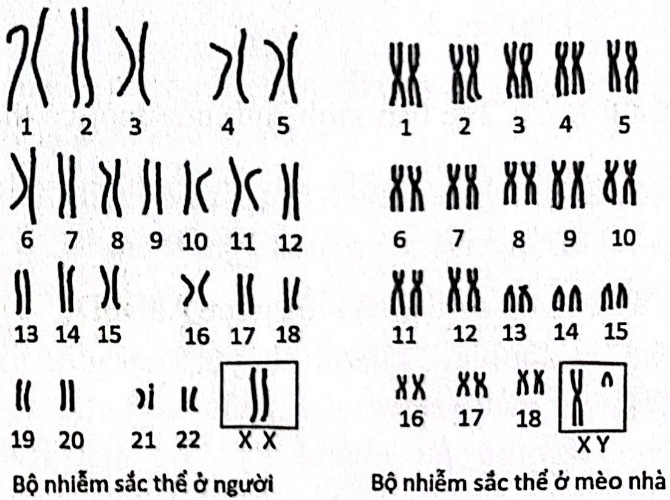 1 2 3 4 5
6 7 8 9 10 11 12
13 14 15 16 17 18
19 20 21 22 X X
Bộ nhiễm sắc thể ở người
1 2 3 4 5
6 7 8 9 10
11 12 13 14 15
16 17 18 X Y
Bộ nhiễm sắc thể ở mèo nhà